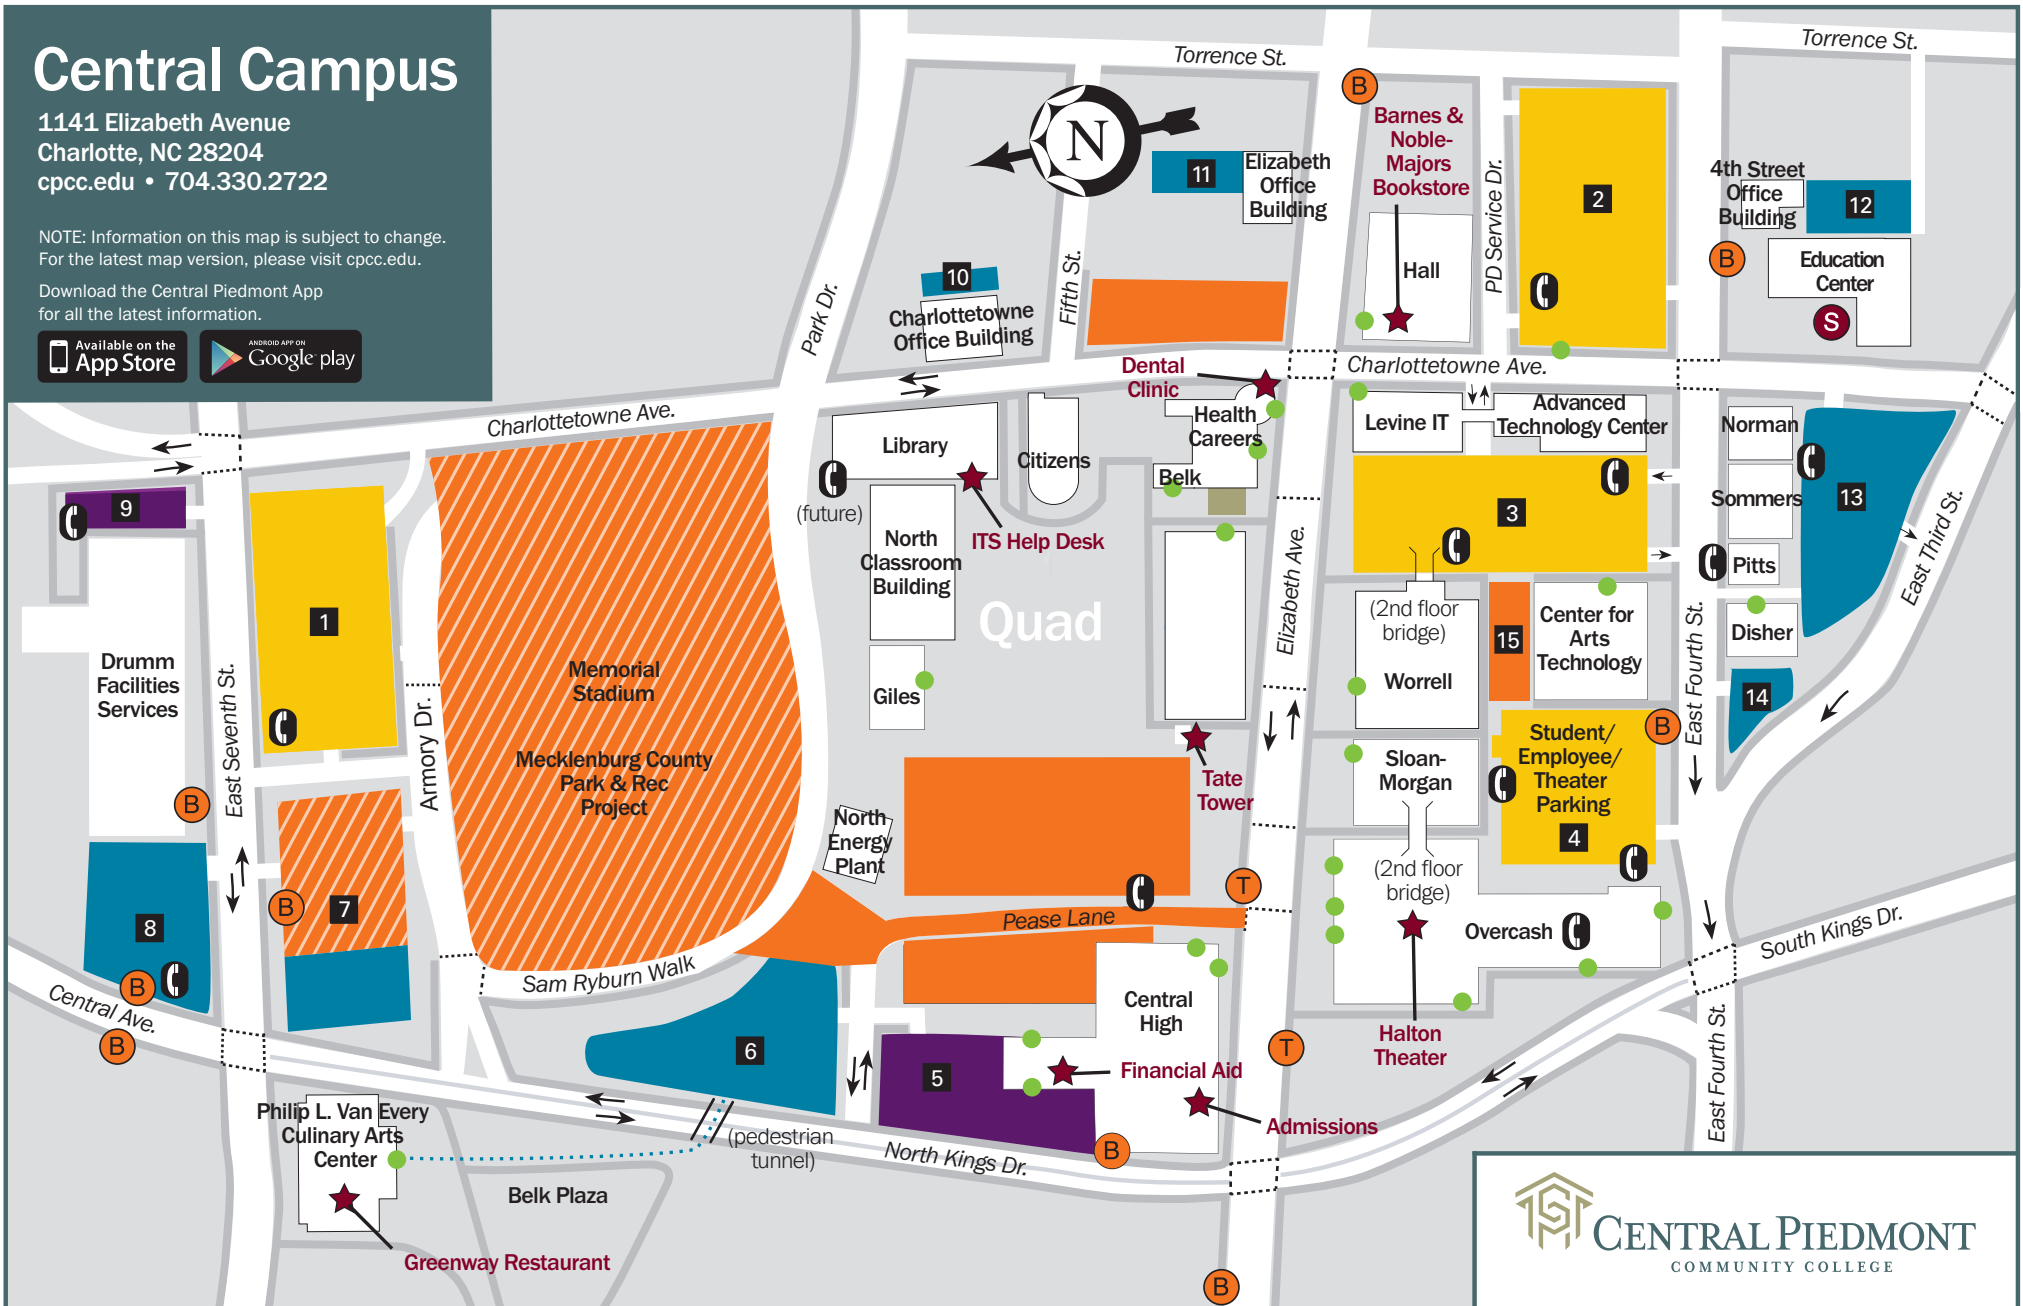 Central Campus
1141 Elizabeth Avenue
Charlotte, NC 28204
cpcc.edu • 704.330.2722
NOTE: Information on this map is subject to change.
For the latest map version, please visit cpcc.edu.
Download the Central Piedmont App
for all the latest information.
Available on the
App Store
ANDROID APP ON
Google play
Torrence St.
Torrence St.
B
Barnes &
Noble-
Majors
Bookstore
N
11
Elizabeth
Office
Building
PD Service Dr.
2
4th Street
Office
Building
12
B
Education
Center
S
Hall
10
Charlottetowne
Office Building
Fifth St.
Park Dr.
Dental
Clinic
Charlottetowne Ave.
Charlottetowne Ave.
Library
Citizens
Health
Careers
Belk
Levine IT
Advanced
Technology Center
Norman
Sommers
13
Pitts
Disher
14
East Third St.
9
(future)
ITS Help Desk
North
Classroom
Building
Quad
Giles
3
Elizabeth Ave.
(2nd floor
bridge)
Worrell
15
Center for
Arts
Technology
East Fourth St.
1
Drumm
Facilities
Services
East Seventh St.
Armory Dr.
Memorial
Stadium
Mecklenburg County
Park & Rec
Project
Tate
Tower
Sloan-
Morgan
Student/
Employee/
Theater
Parking
4
B
B
North
Energy
Plant
T
(2nd floor
bridge)
Overcash
Pease Lane
8
B
7
B
Central Ave.
B
Sam Ryburn Walk
South Kings Dr.
Central
High
6
5
Financial Aid
Admissions
T
Halton
Theater
East Fourth St.
Philip L. Van Every
Culinary Arts
Center
(pedestrian
tunnel)
North Kings Dr.
B
Belk Plaza
Greenway Restaurant
B
CENTRAL PIEDMONT
COMMUNITY COLLEGE